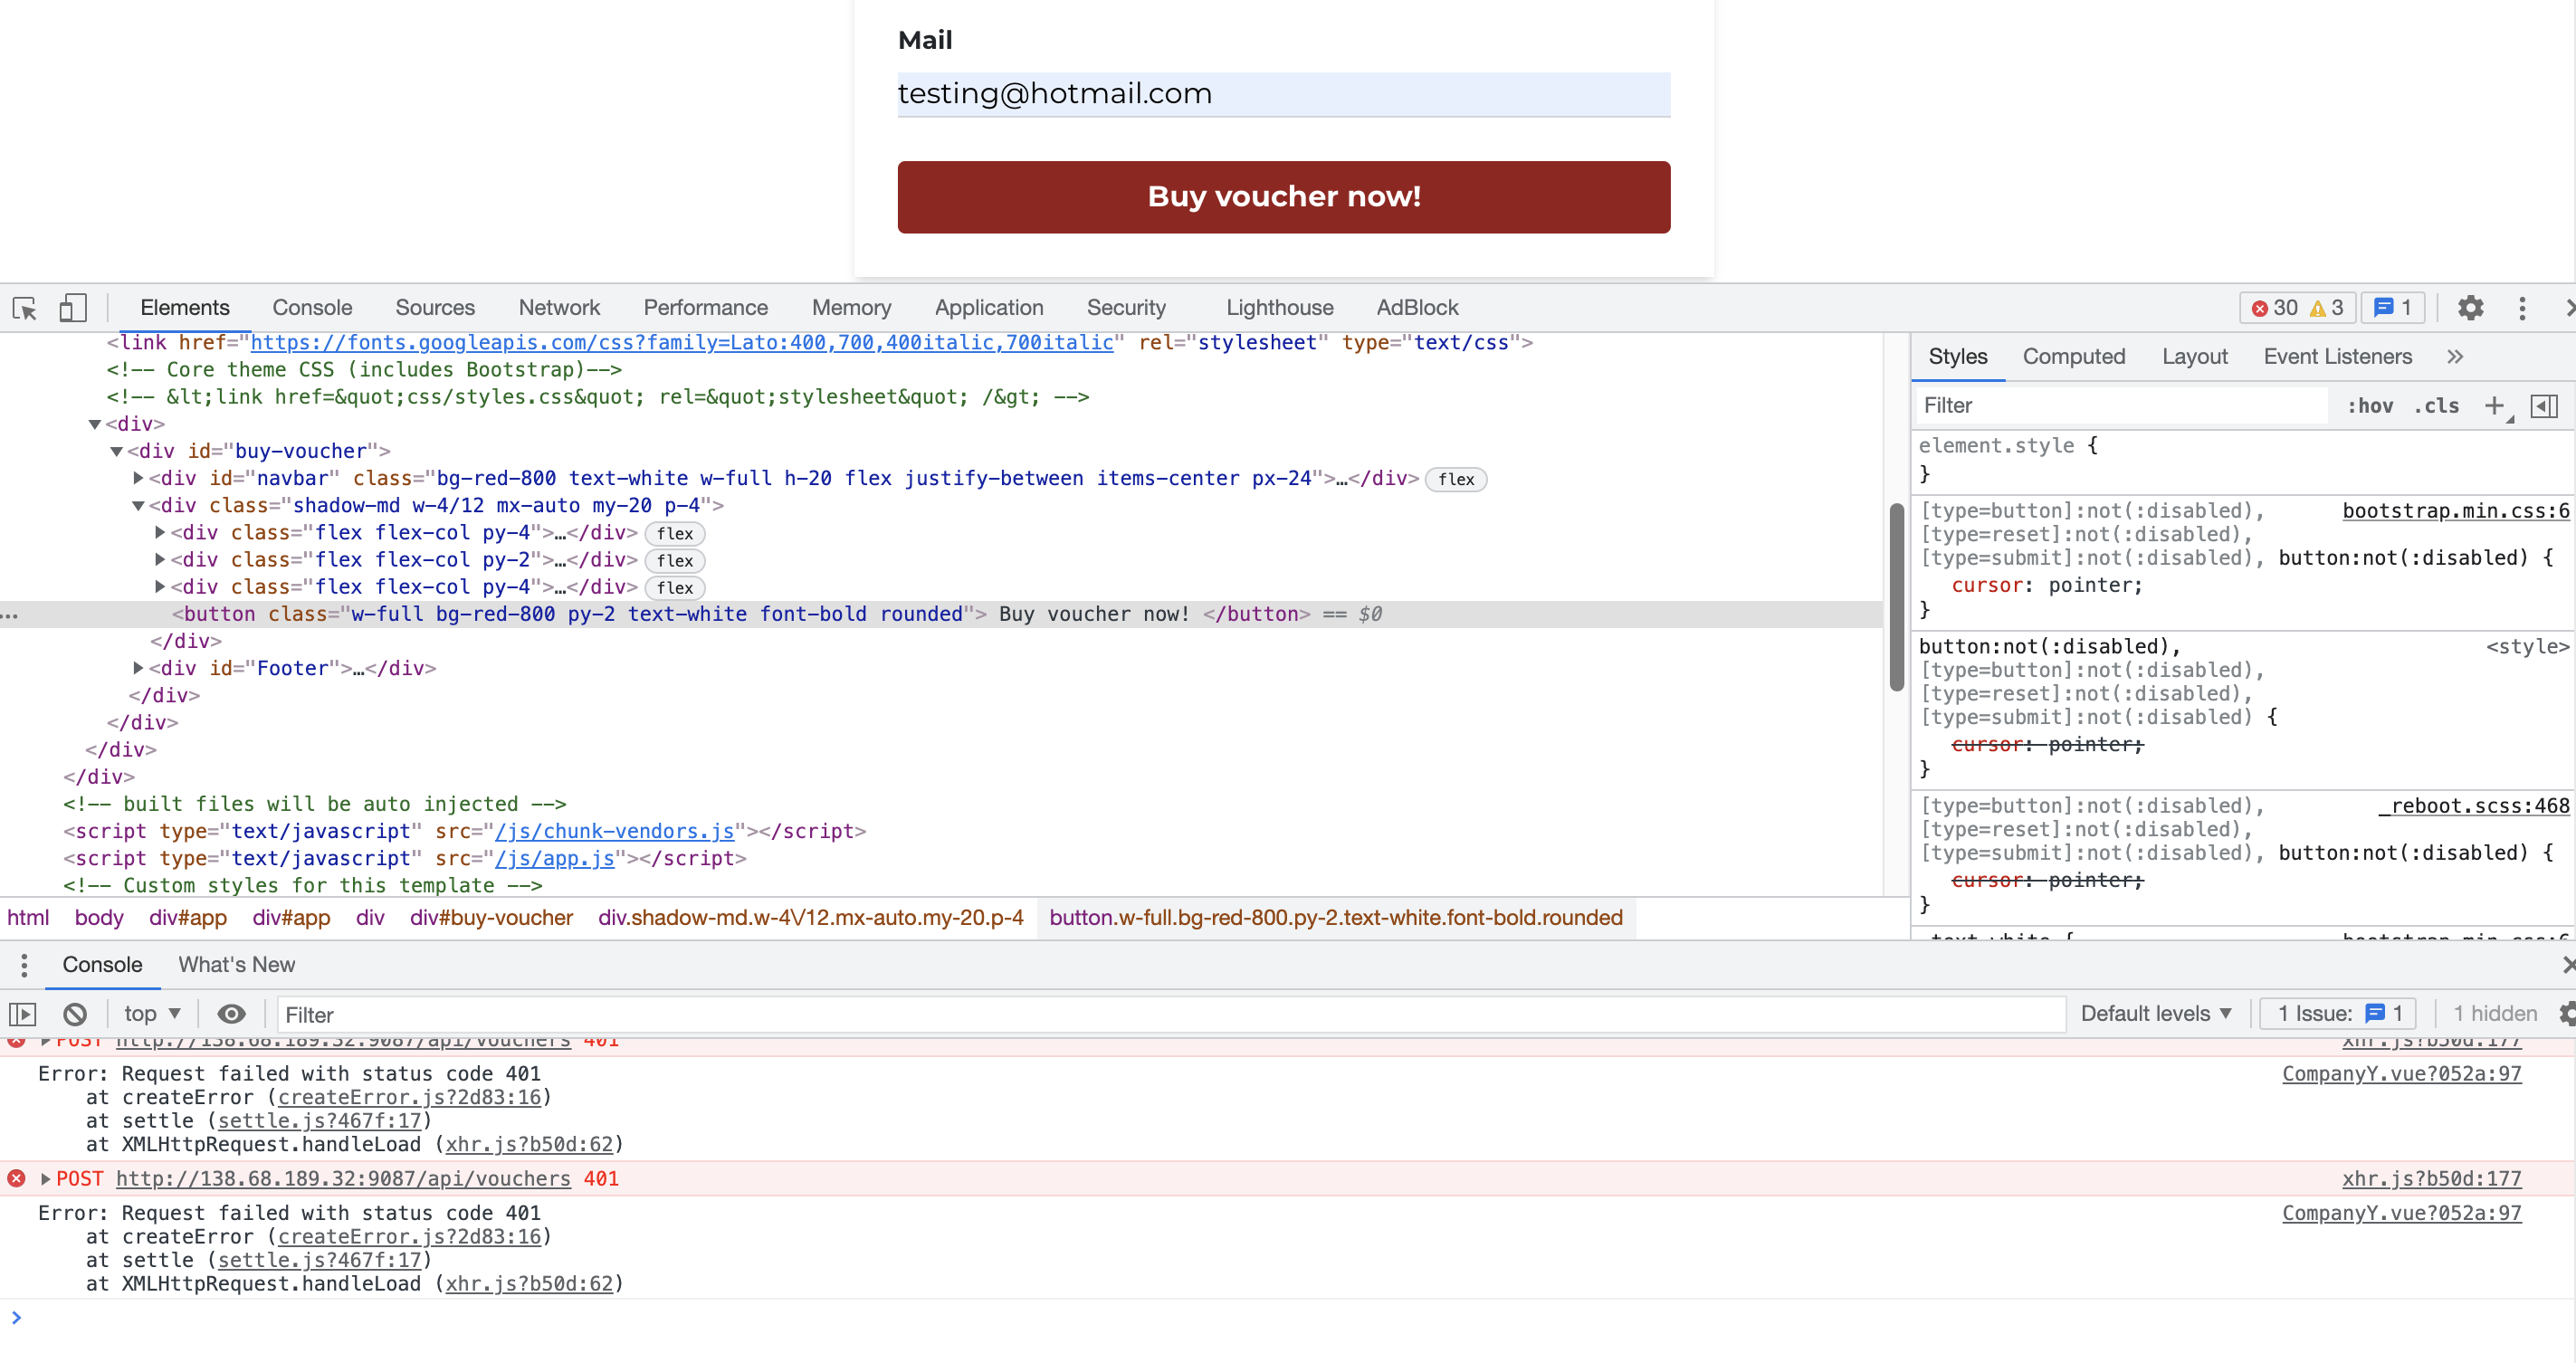 Mail
testing@hotmail.com
Buy voucher now!
Elements Console Sources Network Performance Memory Application Security Lighthouse AdBlock 30 3 1
<link href="https://fonts.googleapis.com/css?family=Lato:400,700,400italic,700italic" rel="stylesheet" type="text/css">
<!-- Core theme CSS (includes Bootstrap)-->
<!-- &lt;link href=&quot;css/styles.css&quot; rel=&quot;stylesheet&quot; /&gt; -->
<div>
<div id="buy-voucher">
<div id="navbar" class="bg-red-800 text-white w-full h-20 flex justify-between items-center px-24">…</div> flex
<div class="shadow-md w-4/12 mx-auto my-20 p-4">
<div class="flex flex-col py-4">…</div> flex
<div class="flex flex-col py-2">…</div> flex
<div class="flex flex-col py-4">…</div> flex
<button class="w-full bg-red-800 py-2 text-white font-bold rounded"> Buy voucher now! </button> == $0
</div>
<div id="Footer">…</div>
</div>
</div>
</div>
</div>
<!-- built files will be auto injected -->
<script type="text/javascript" src="/js/chunk-vendors.js"></script>
<script type="text/javascript" src="/js/app.js"></script>
<!-- Custom styles for this template -->
html body div#app div#app div div#buy-voucher div.shadow-md.w-4\/12.mx-auto.my-20.p-4 button.w-full.bg-red-800.py-2.text-white.font-bold.rounded
Styles Computed Layout Event Listeners »
Filter :hov .cls +
element.style {
}
[type=button]:not(:disabled), bootstrap.min.css:6
[type=reset]:not(:disabled),
[type=submit]:not(:disabled), button:not(:disabled) {
cursor: pointer;
}
button:not(:disabled), <style>
[type=button]:not(:disabled),
[type=reset]:not(:disabled),
[type=submit]:not(:disabled) {
cursor: pointer;
}
[type=button]:not(:disabled), _reboot.scss:468
[type=reset]:not(:disabled),
[type=submit]:not(:disabled), button:not(:disabled) {
cursor: pointer;
}
.text-white { bootstrap.min.css:6
Console What's New
top Filter Default levels 1 Issue: 1 1 hidden
POST http://138.68.189.32:9087/api/vouchers 401 xhr.js?b50d:177
Error: Request failed with status code 401 CompanyY.vue?052a:97
at createError (createError.js?2d83:16)
at settle (settle.js?467f:17)
at XMLHttpRequest.handleLoad (xhr.js?b50d:62)
POST http://138.68.189.32:9087/api/vouchers 401 xhr.js?b50d:177
Error: Request failed with status code 401 CompanyY.vue?052a:97
at createError (createError.js?2d83:16)
at settle (settle.js?467f:17)
at XMLHttpRequest.handleLoad (xhr.js?b50d:62)